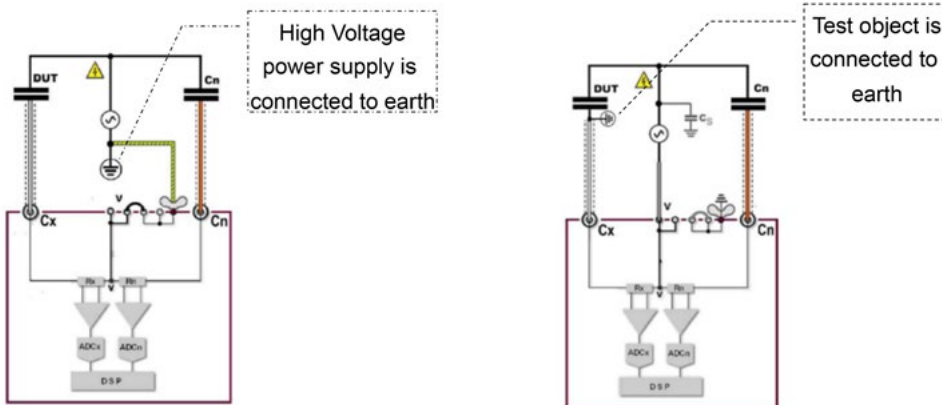 High Voltage
power supply is
connected to earth
DUT
Cn
V
Cx
Cn
Rx
Rn
V
ADCx
ADCn
DSP
Test object is
connected to
earth
DUT
Cn
CS
V
Cx
Cn
Rx
Rn
V
ADCx
ADCn
DSP